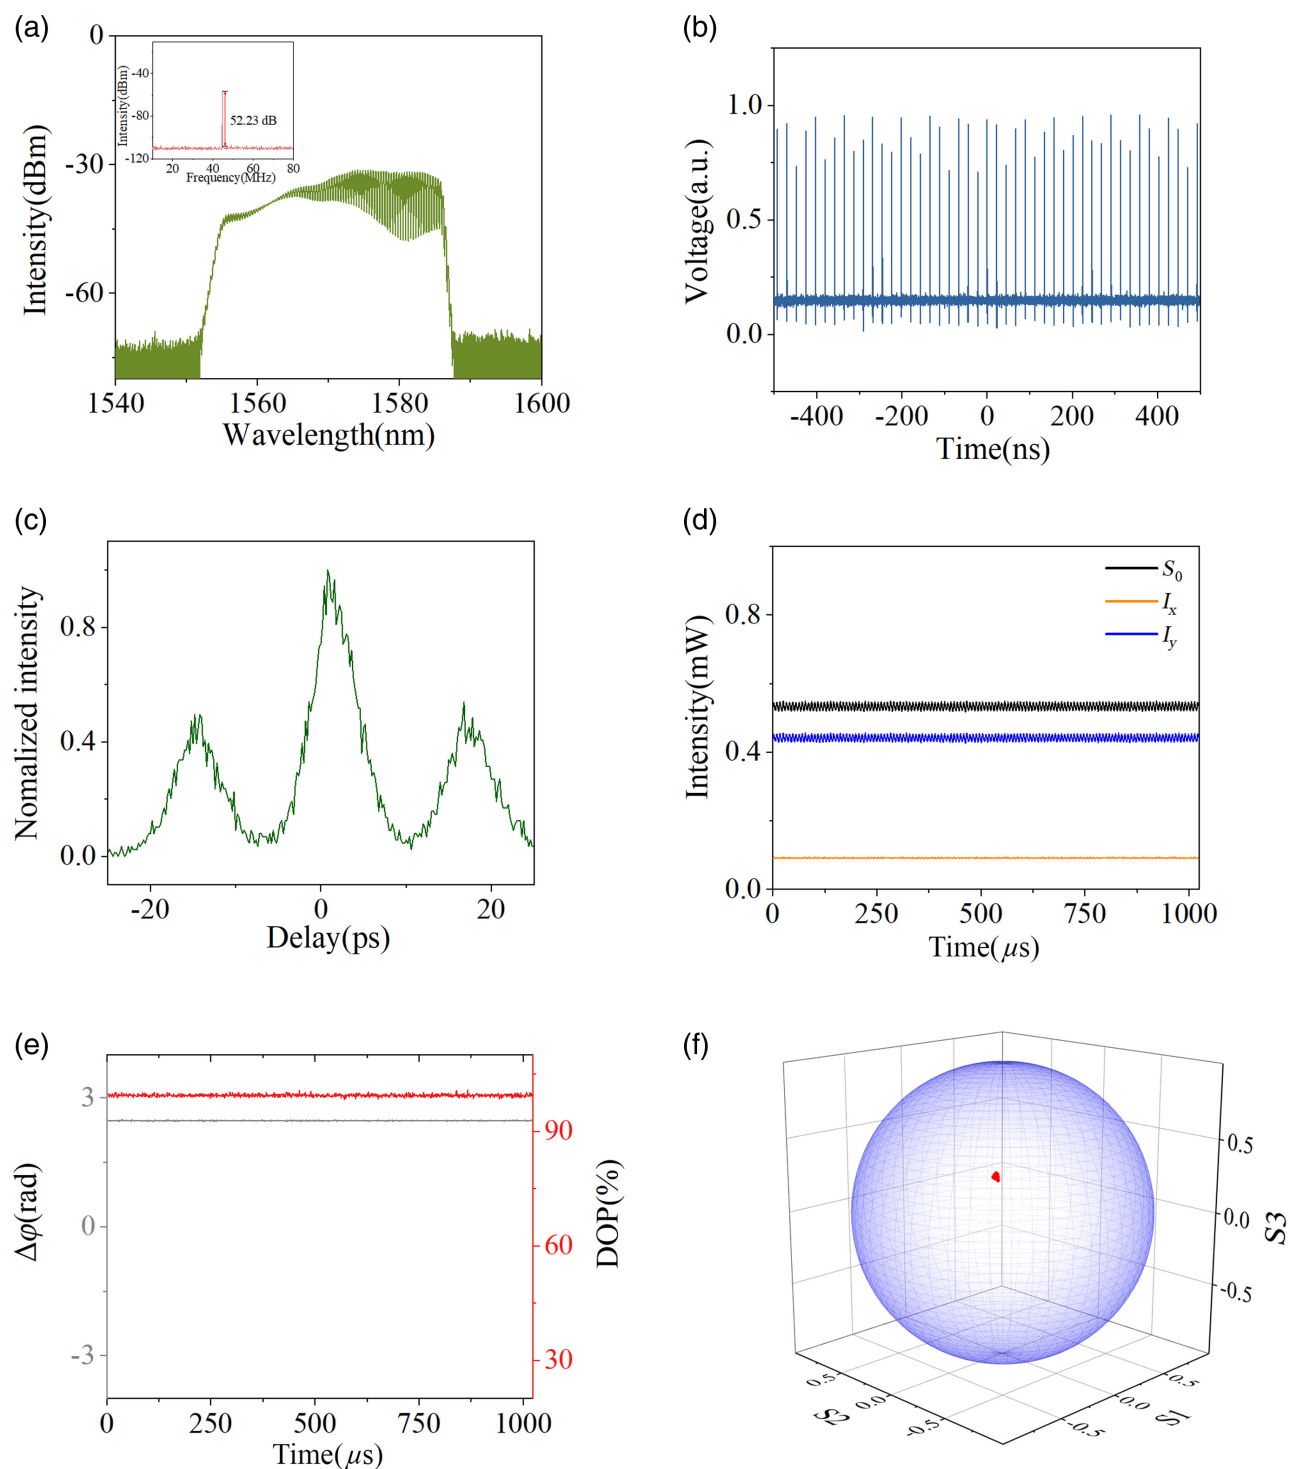 (a)
0
-30
-60
Intensity(dBm)
1540 1560 1580 1600
Wavelength(nm)
-40
-80
-120
Intensity(dBm)
52.23 dB
20 40 60 80
Frequency(MHz)
(b)
1.0
0.5
0.0
Voltage(a.u.)
-400 -200 0 200 400
Time(ns)
(c)
0.8
0.4
0.0
Nomalized intensity
-20 0 20
Delay(ps)
(d)
0.8
0.4
0.0
Intensity(mW)
S0
Ix
Iy
0 250 500 750 1000
Time(μs)
(e)
3
0
-3
Δφ(rad)
90
60
30
DOP(%)
0 250 500 750 1000
Time(μs)
(f)
0.5
0.0
-0.5
S3
0.5
0.0
-0.5
S2
0.5
0.0
-0.5
S1